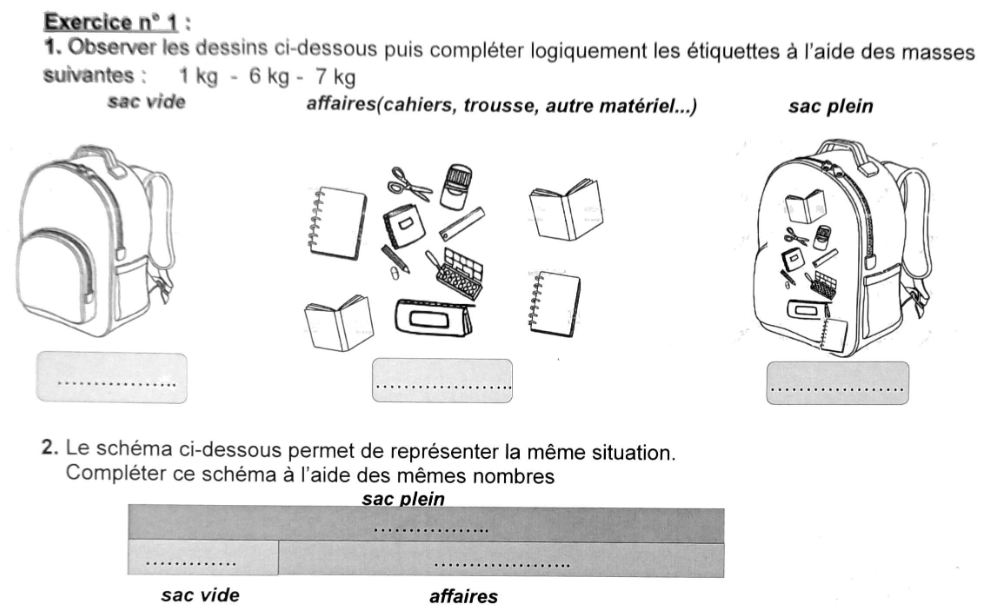 Exercice n° 1 :
1. Observer les dessins ci-dessous puis compléter logiquement les étiquettes à l'aide des masses
suivantes : 1 kg - 6 kg - 7 kg
sac vide affaires(cahiers, trousse, autre matériel...) sac plein
.................. .................... ....................
2. Le schéma ci-dessous permet de représenter la même situation.
Compléter ce schéma à l'aide des mêmes nombres
sac plein
.................
............. ....................
sac vide affaires